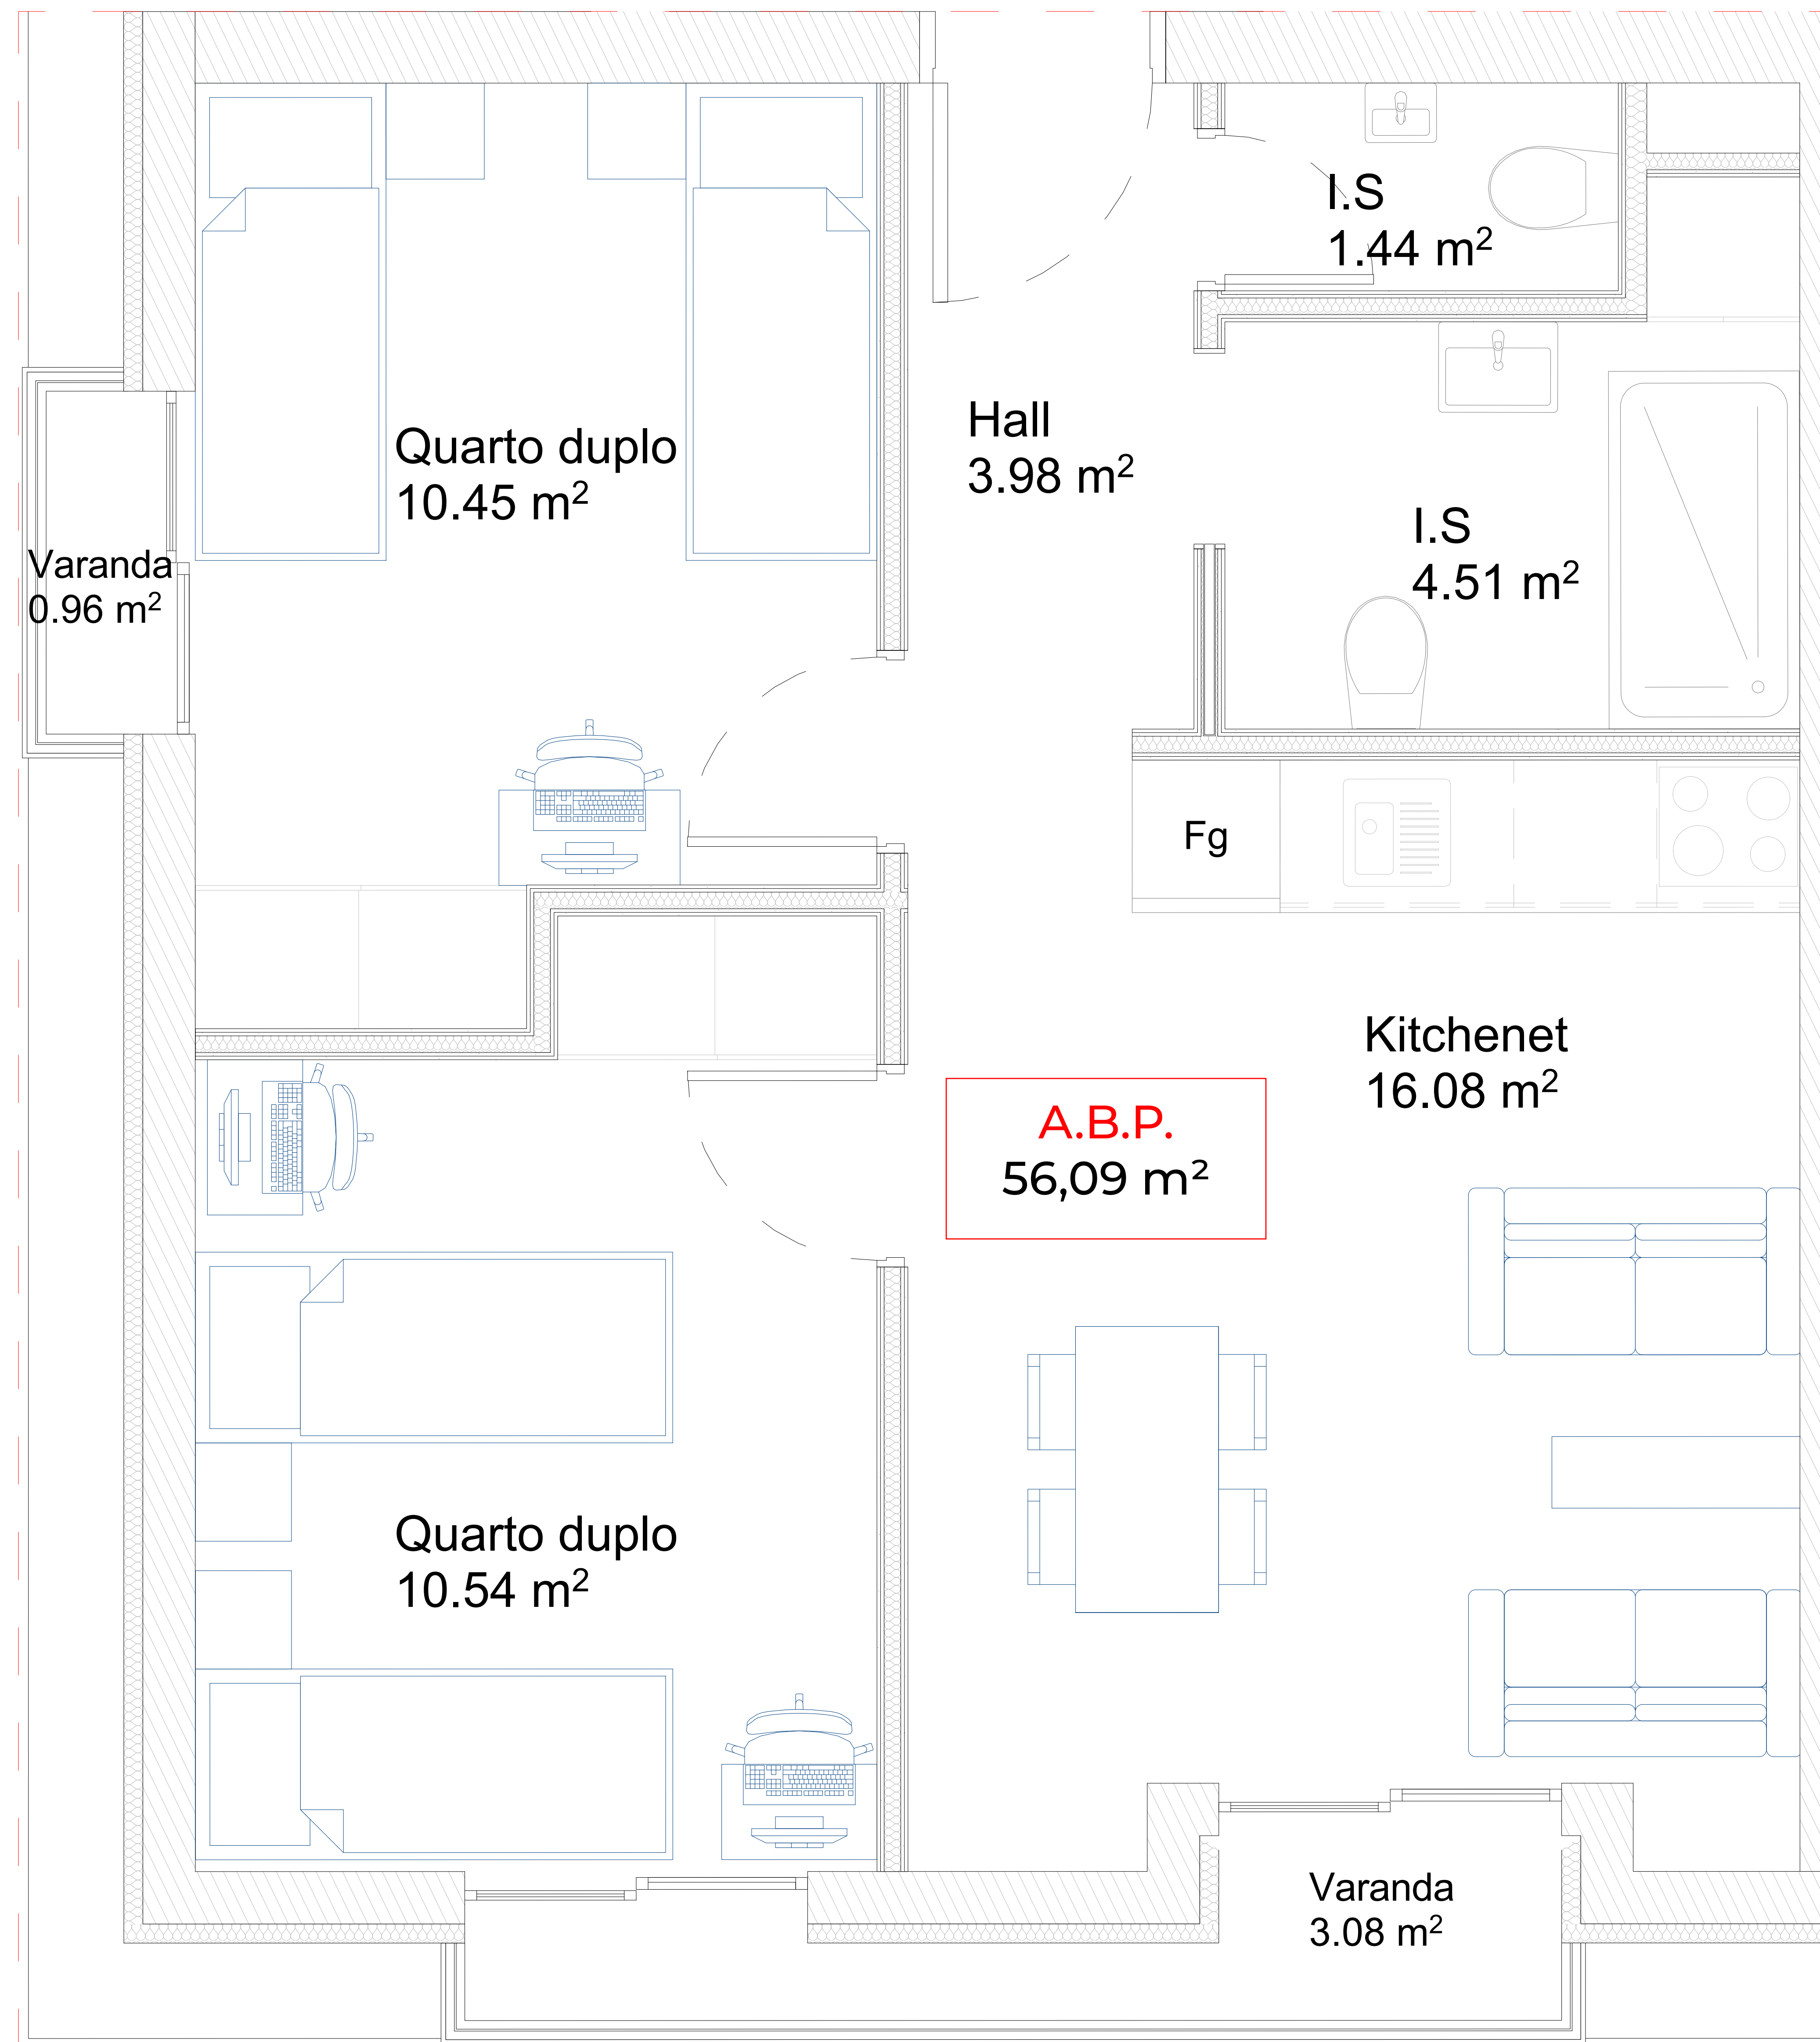 I.S
1.44 m²
Quarto duplo
10.45 m²
Hall
3.98 m²
I.S
4.51 m²
Varanda
0.96 m²
Fg
Kitchenet
16.08 m²
A.B.P.
56,09 m²
Quarto duplo
10.54 m²
Varanda
3.08 m²